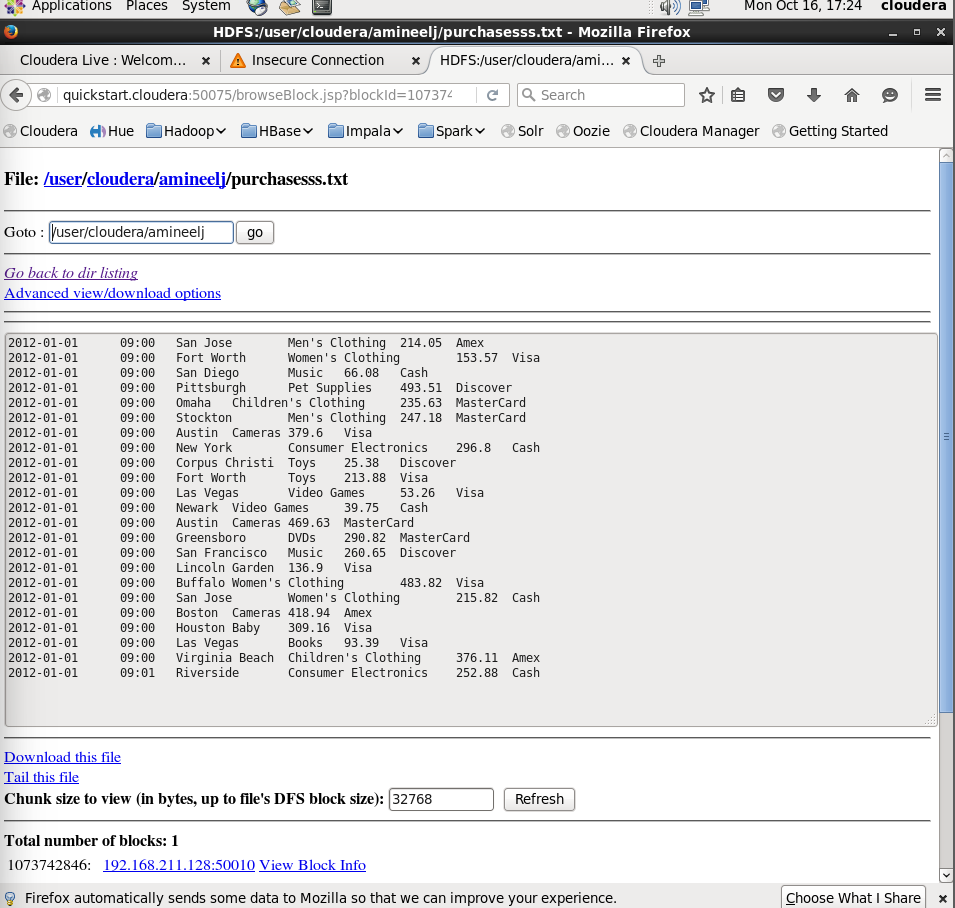 Applications Places System Mon Oct 16, 17:24 cloudera
HDFS:/user/cloudera/amineelj/purchasesss.txt - Mozilla Firefox
Cloudera Live : Welcom... × Insecure Connection × HDFS:/user/cloudera/ami... ×
quickstart.cloudera:50075/browseBlock.jsp?blockId=107374 Search
Cloudera Hue Hadoop HBase Impala Spark Solr Oozie Cloudera Manager Getting Started
File: /user/cloudera/amineelj/purchasesss.txt
Goto : /user/cloudera/amineelj go
Go back to dir listing
Advanced view/download options
2012-01-01 09:00 San Jose Men's Clothing 214.05 Amex
2012-01-01 09:00 Fort Worth Women's Clothing 153.57 Visa
2012-01-01 09:00 San Diego Music 66.08 Cash
2012-01-01 09:00 Pittsburgh Pet Supplies 493.51 Discover
2012-01-01 09:00 Omaha Children's Clothing 235.63 MasterCard
2012-01-01 09:00 Stockton Men's Clothing 247.18 MasterCard
2012-01-01 09:00 Austin Cameras 379.6 Visa
2012-01-01 09:00 New York Consumer Electronics 296.8 Cash
2012-01-01 09:00 Corpus Christi Toys 25.38 Discover
2012-01-01 09:00 Fort Worth Toys 213.88 Visa
2012-01-01 09:00 Las Vegas Video Games 53.26 Visa
2012-01-01 09:00 Newark Video Games 39.75 Cash
2012-01-01 09:00 Austin Cameras 469.63 MasterCard
2012-01-01 09:00 Greensboro DVDs 290.82 MasterCard
2012-01-01 09:00 San Francisco Music 260.65 Discover
2012-01-01 09:00 Lincoln Garden 136.9 Visa
2012-01-01 09:00 Buffalo Women's Clothing 483.82 Visa
2012-01-01 09:00 San Jose Women's Clothing 215.82 Cash
2012-01-01 09:00 Boston Cameras 418.94 Amex
2012-01-01 09:00 Houston Baby 309.16 Visa
2012-01-01 09:00 Las Vegas Books 93.39 Visa
2012-01-01 09:00 Virginia Beach Children's Clothing 376.11 Amex
2012-01-01 09:01 Riverside Consumer Electronics 252.88 Cash
Download this file
Tail this file
Chunk size to view (in bytes, up to file's DFS block size): 32768 Refresh
Total number of blocks: 1
1073742846: 192.168.211.128:50010 View Block Info
Firefox automatically sends some data to Mozilla so that we can improve your experience. Choose What I Share ×